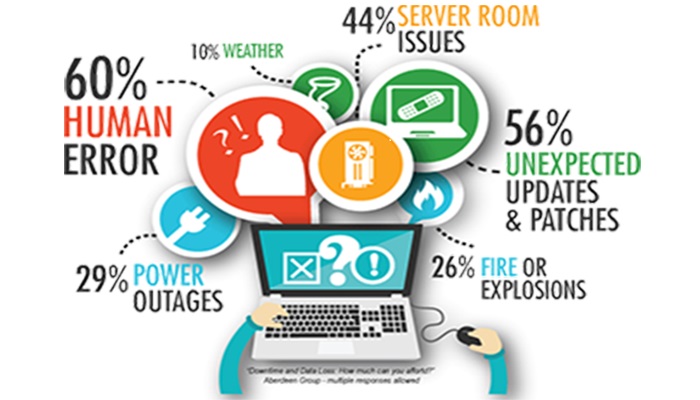 44% SERVER ROOM
ISSUES
10% WEATHER
60%
HUMAN
ERROR
?!
56%
UNEXPECTED
UPDATES
& PATCHES
29% POWER
OUTAGES
26% FIRE OR
EXPLOSIONS
? !
"Downtime and Data Loss: How much can you afford?"
Aberdeen Group - multiple responses allowed